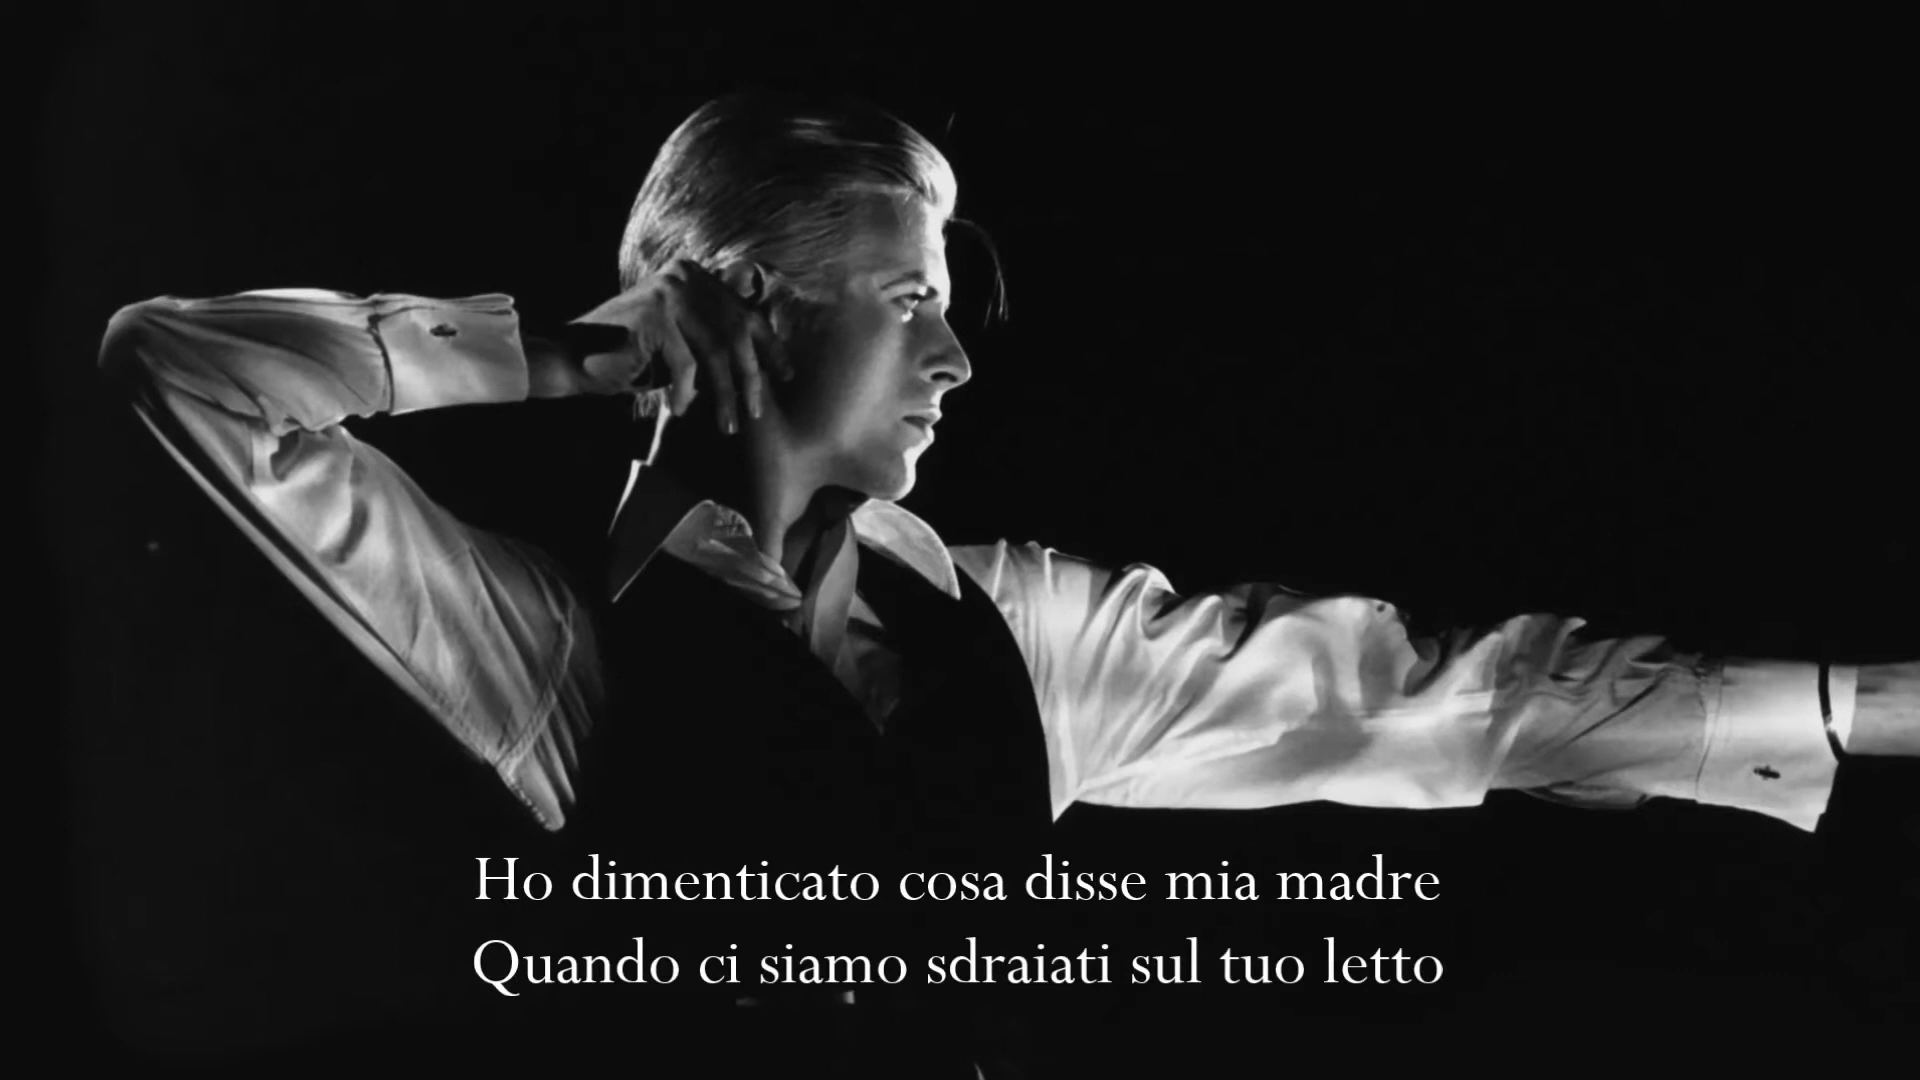 Ho dimenticato cosa disse mia madre
Quando ci siamo sdraiati sul tuo letto